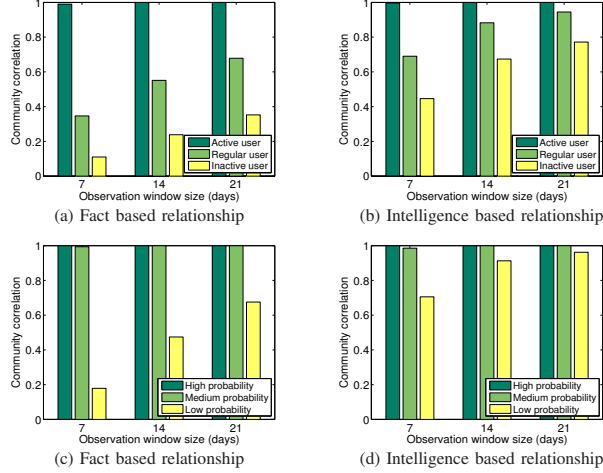 Community correlation
1
0.8
0.6
0.4
0.2
0
Active user
Regular user
Inactive user
7 14 21
Observation window size (days)
(a) Fact based relationship
Community correlation
1
0.8
0.6
0.4
0.2
0
Active user
Regular user
Inactive user
7 14 21
Observation window size (days)
(b) Intelligence based relationship
Community correlation
1
0.8
0.6
0.4
0.2
0
High probability
Medium probability
Low probability
7 14 21
Observation window size (days)
(c) Fact based relationship
Community correlation
1
0.8
0.6
0.4
0.2
0
High probability
Medium probability
Low probability
7 14 21
Observation window size (days)
(d) Intelligence based relationship